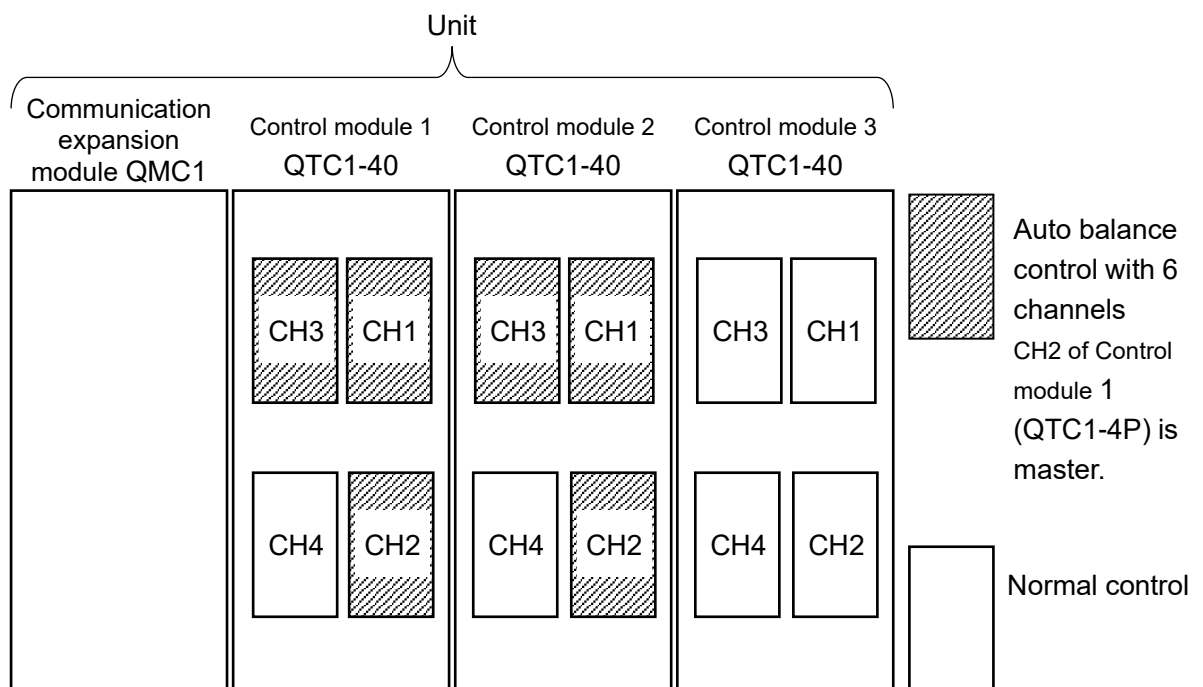 Unit
Communication
expansion
module QMC1
Control module 1
QTC1-40
Control module 2
QTC1-40
Control module 3
QTC1-40
CH3 CH1
CH3 CH1
CH3 CH1
CH4 CH2
CH4 CH2
CH4 CH2
Auto balance
control with 6
channels
CH2 of Control
module 1
(QTC1-4P) is
master.
Normal control